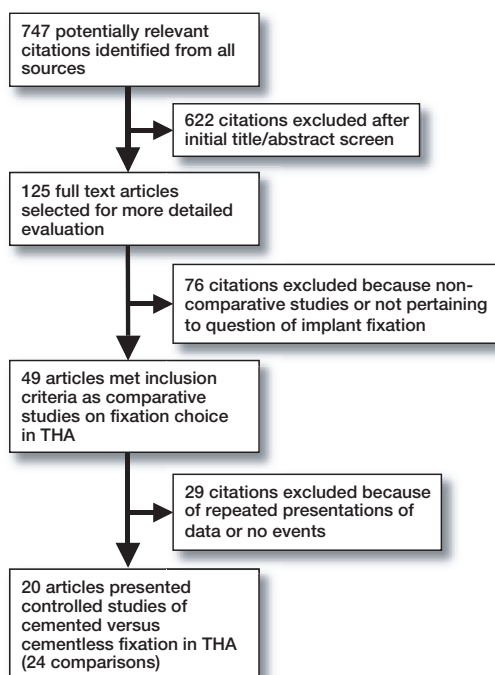 747 potentially relevant
citations identified from all
sources
622 citations excluded after
initial title/abstract screen
125 full text articles
selected for more detailed
evaluation
76 citations excluded because non-
comparative studies or not pertaining
to question of implant fixation
49 articles met inclusion
criteria as comparative
studies on fixation choice
in THA
29 citations excluded because
of repeated presentations of
data or no events
20 articles presented
controlled studies of
cemented versus
cementless fixation in THA
(24 comparisons)